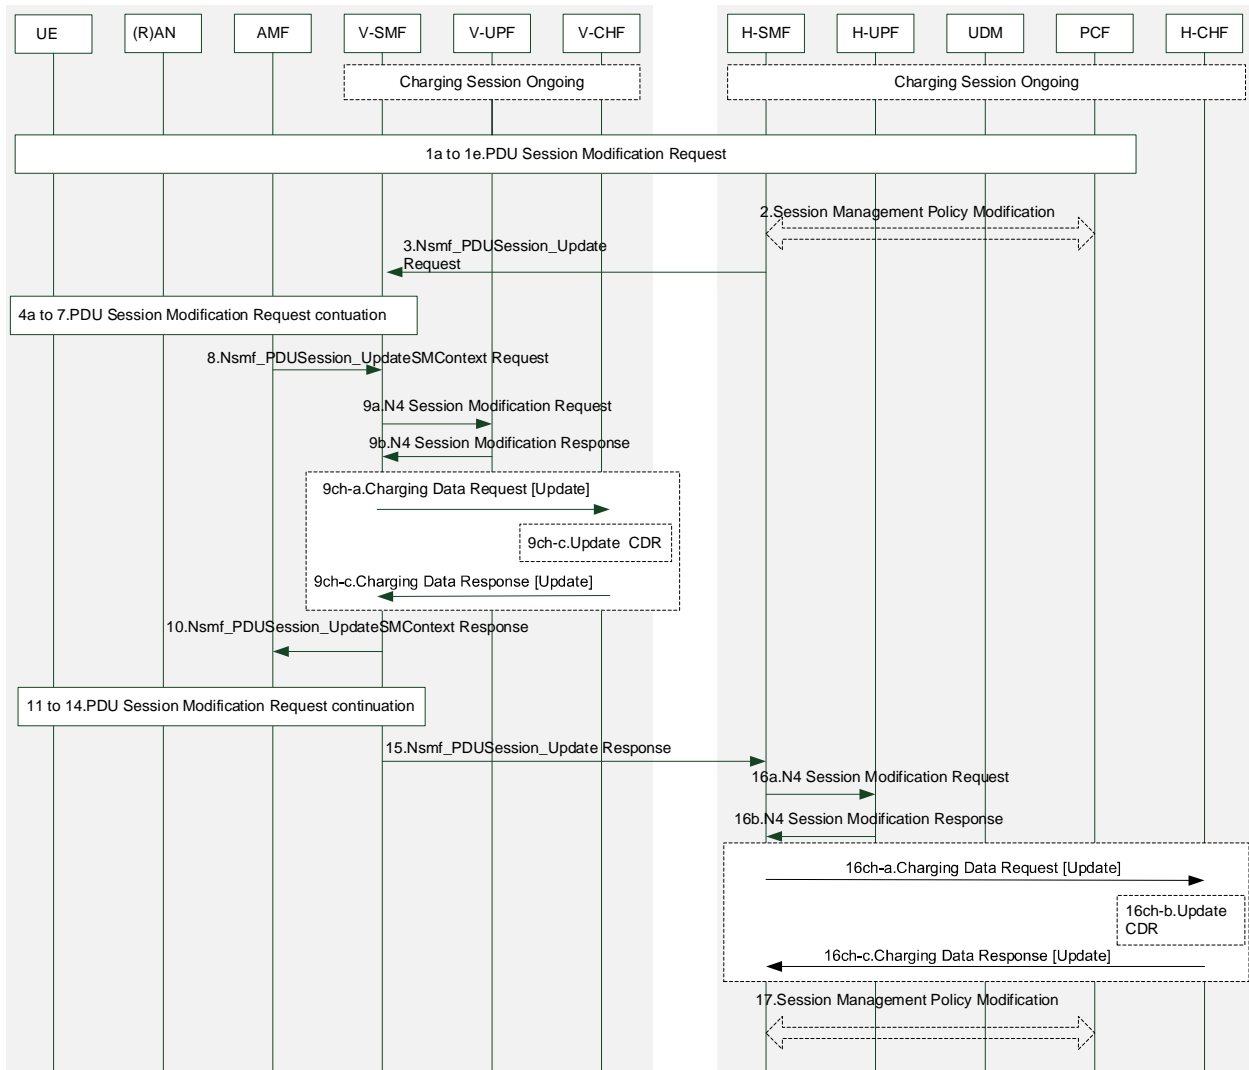 UE
(R)AN
AMF
V-SMF
V-UPF
V-CHF
H-SMF
H-UPF
UDM
PCF
H-CHF
Charging Session Ongoing
Charging Session Ongoing
1a to 1e.PDU Session Modification Request
2.Session Management Policy Modification
3.Nsmf_PDUSession_Update
Request
4a to 7.PDU Session Modification Request contuation
8.Nsmf_PDUSession_UpdateSMContext Request
9a.N4 Session Modification Request
9b.N4 Session Modification Response
9ch-a.Charging Data Request [Update]
9ch-c.Update CDR
9ch-c.Charging Data Response [Update]
10.Nsmf_PDUSession_UpdateSMContext Response
11 to 14.PDU Session Modification Request continuation
15.Nsmf_PDUSession_Update Response
16a.N4 Session Modification Request
16b.N4 Session Modification Response
16ch-a.Charging Data Request [Update]
16ch-b.Update
CDR
16ch-c.Charging Data Response [Update]
17.Session Management Policy Modification